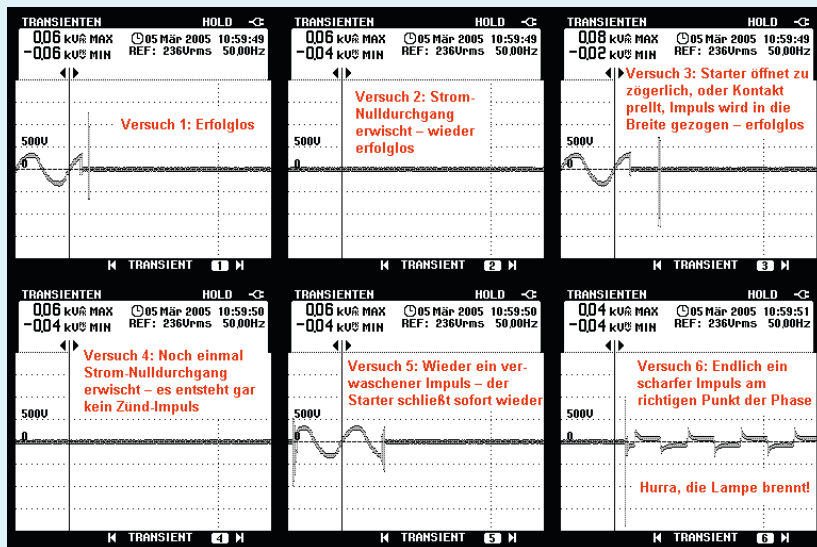 TRANSIENTEN HOLD
0,06 kV MAX 05 Mär 2005 10:59:49
-0,06 kV MIN REF: 236Vrms 50,00Hz
Versuch 1: Erfolglos
500V
0
TRANSIENT 1
TRANSIENTEN HOLD
0,06 kV MAX 05 Mär 2005 10:59:49
-0,04 kV MIN REF: 236Vrms 50,00Hz
Versuch 2: Strom-
Nulldurchgang
erwischt – wieder
erfolglos
500V
0
TRANSIENT 2
TRANSIENTEN HOLD
0,08 kV MAX 05 Mär 2005 10:59:49
-0,02 kV MIN REF: 236Vrms 50,00Hz
Versuch 3: Starter öffnet zu
zögerlich, oder Kontakt
prellt, Impuls wird in die
Breite gezogen – erfolglos
500V
0
TRANSIENT 3
TRANSIENTEN HOLD
0,06 kV MAX 05 Mär 2005 10:59:50
-0,04 kV MIN REF: 236Vrms 50,00Hz
Versuch 4: Noch einmal
Strom-Nulldurchgang
erwischt – es entsteht gar
kein Zünd-Impuls
500V
0
TRANSIENT 4
TRANSIENTEN HOLD
0,06 kV MAX 05 Mär 2005 10:59:50
-0,04 kV MIN REF: 236Vrms 50,00Hz
Versuch 5: Wieder ein ver-
waschener Impuls – der
Starter schließt sofort wieder
500V
0
TRANSIENT 5
TRANSIENTEN HOLD
0,04 kV MAX 05 Mär 2005 10:59:51
-0,04 kV MIN REF: 236Vrms 50,00Hz
Versuch 6: Endlich ein
scharfer Impuls am
richtigen Punkt der Phase
500V
0
Hurra, die Lampe brennt!
TRANSIENT 6